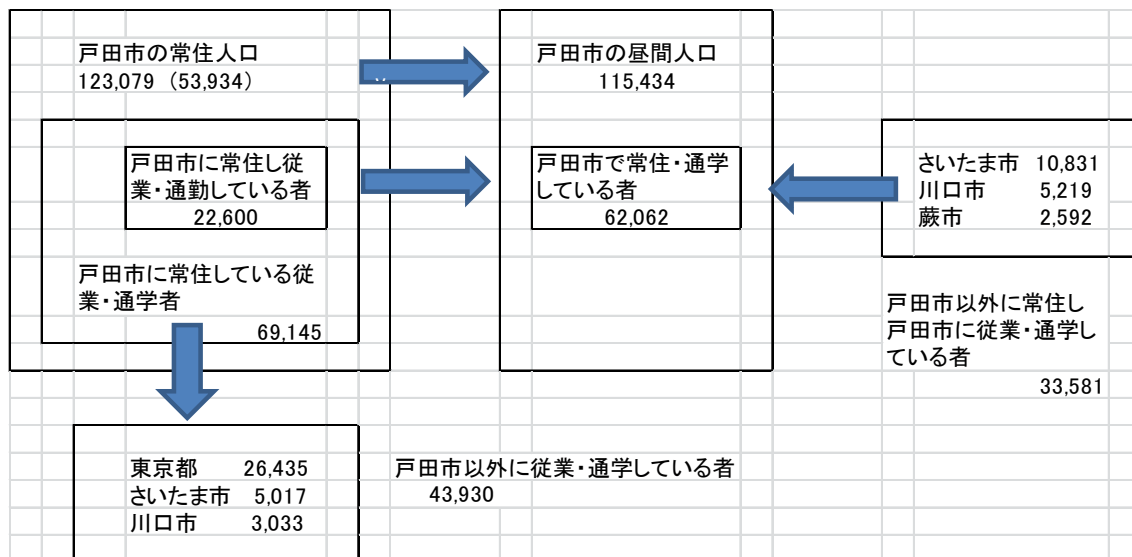 戸田市の常住人口
123,079 (53,934)
戸田市の昼間人口
115,434
戸田市に常住し従
業・通勤している者
22,600
戸田市で常住・通学
している者
62,062
さいたま市 10,831
川口市 5,219
蕨市 2,592
戸田市に常住している従
業・通学者
69,145
戸田市以外に常住し
戸田市に従業・通学し
ている者
33,581
東京都 26,435
さいたま市 5,017
川口市 3,033
戸田市以外に従業・通学している者
43,930